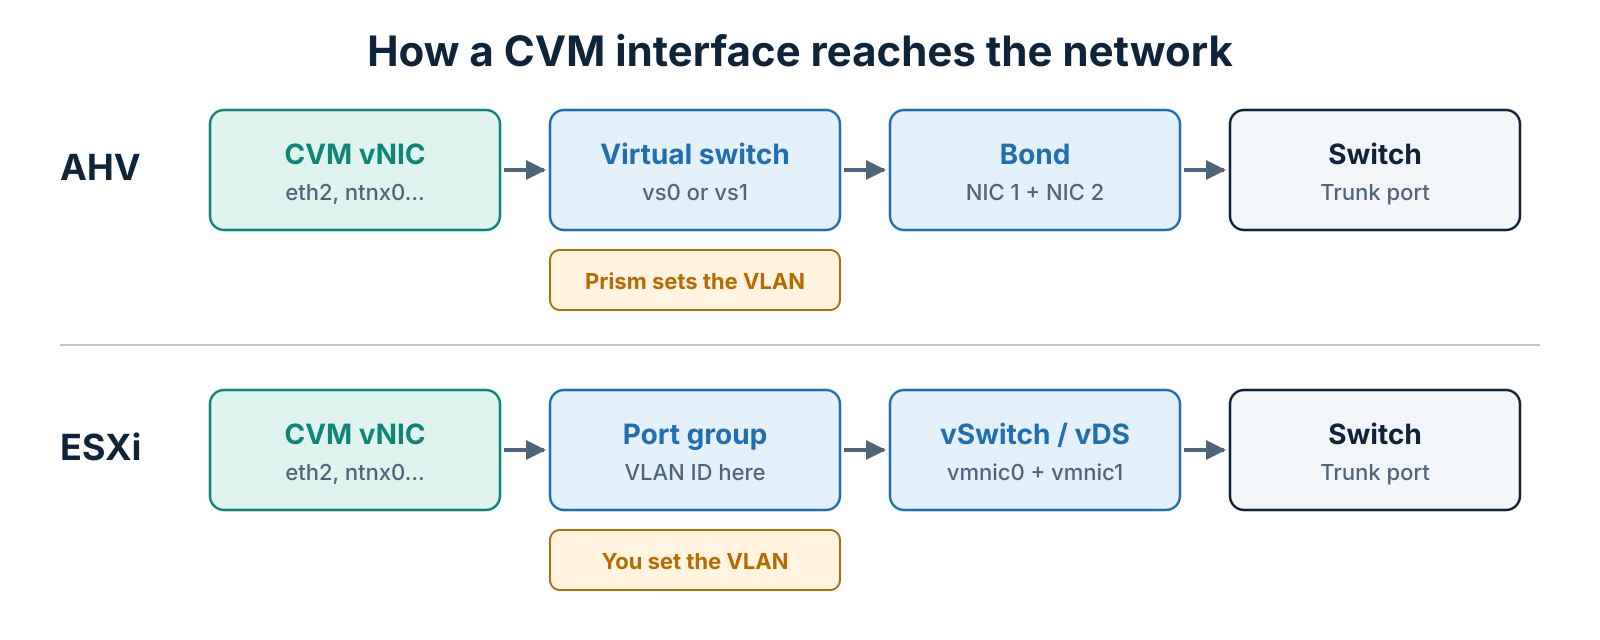 How a CVM interface reaches the network
AHV
CVM vNIC
eth2, ntnx0...
Virtual switch
vs0 or vs1
Bond
NIC 1 + NIC 2
Switch
Trunk port
Prism sets the VLAN
ESXi
CVM vNIC
eth2, ntnx0...
Port group
VLAN ID here
vSwitch / vDS
vmnic0 + vmnic1
Switch
Trunk port
You set the VLAN